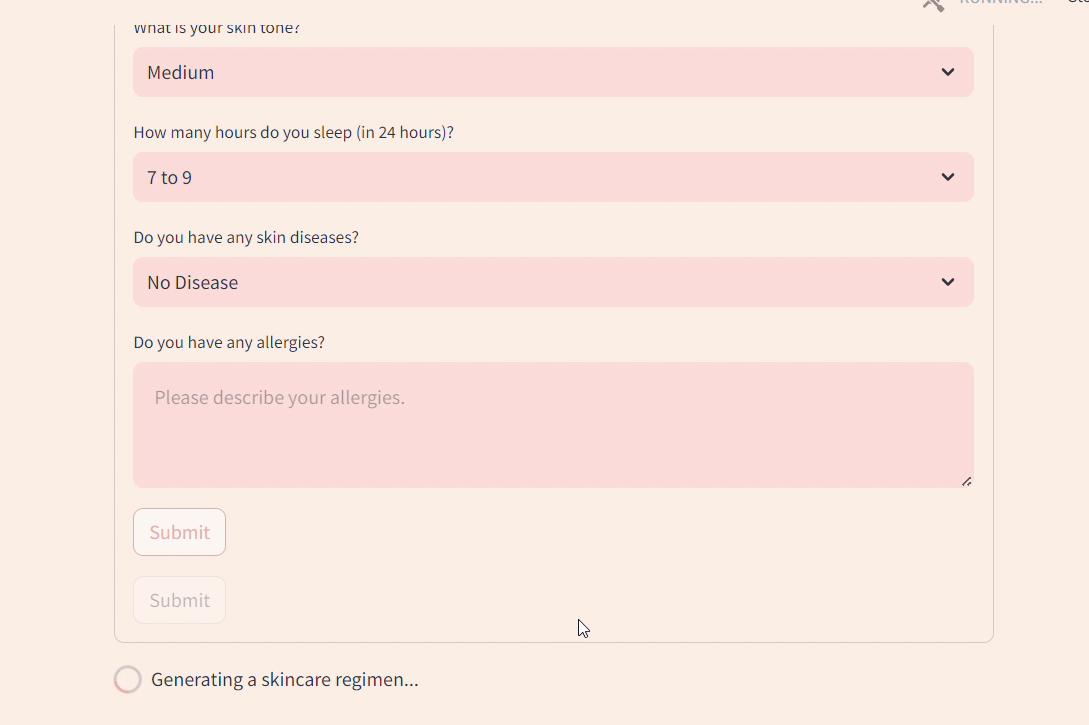 RUNNING...
What is your skin tone?
Medium
How many hours do you sleep (in 24 hours)?
7 to 9
Do you have any skin diseases?
No Disease
Do you have any allergies?
Please describe your allergies.
Submit
Submit
Generating a skincare regimen...